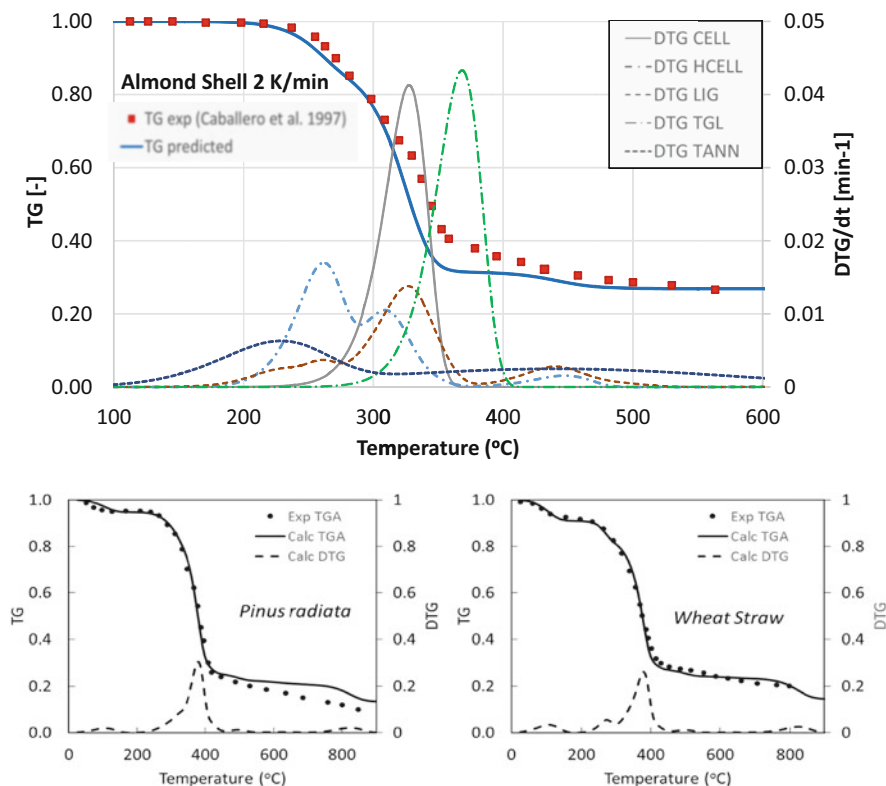 1.00
0.80
0.60
0.40
0.20
0.00
TG [-]
Almond Shell 2 K/min
TG exp (Caballero et al. 1997)
TG predicted
DTG CELL
DTG HCELL
DTG LIG
DTG TGL
DTG TANN
0.05
0.04
0.03
0.02
0.01
0
DTG/dt [min-1]
100
200
300
400
500
600
Temperature (ºC)
1.0
0.8
0.6
0.4
0.2
0.0
TG
Exp TGA
Calc TGA
Calc DTG
Pinus radiata
1
0.8
0.6
0.4
0.2
0
DTG
0
200
400
600
800
Temperature (ºC)
1.0
0.8
0.6
0.4
0.2
0.0
TG
Exp TGA
Calc TGA
Calc DTG
Wheat Straw
1
0.8
0.6
0.4
0.2
0
DTG
0
200
400
600
800
Temperature (ºC)